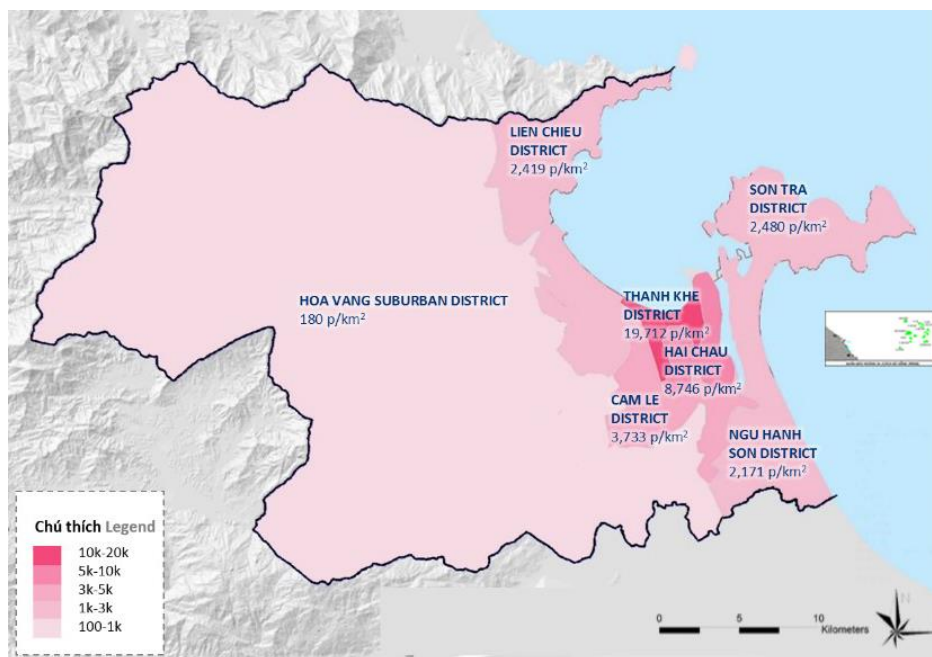 LIEN CHIEU
DISTRICT
2,419 p/km²
SON TRA
DISTRICT
2,480 p/km²
HOA VANG SUBURBAN DISTRICT
180 p/km²
THANH KHE
DISTRICT
19,712 p/km²
HAI CHAU
DISTRICT
8,746 p/km²
CAM LE
DISTRICT
3,733 p/km²
NGU HANH
SON DISTRICT
2,171 p/km²
Chú thích Legend
10k-20k
5k-10k
3k-5k
1k-3k
100-1k
0 5 10
Kilometers